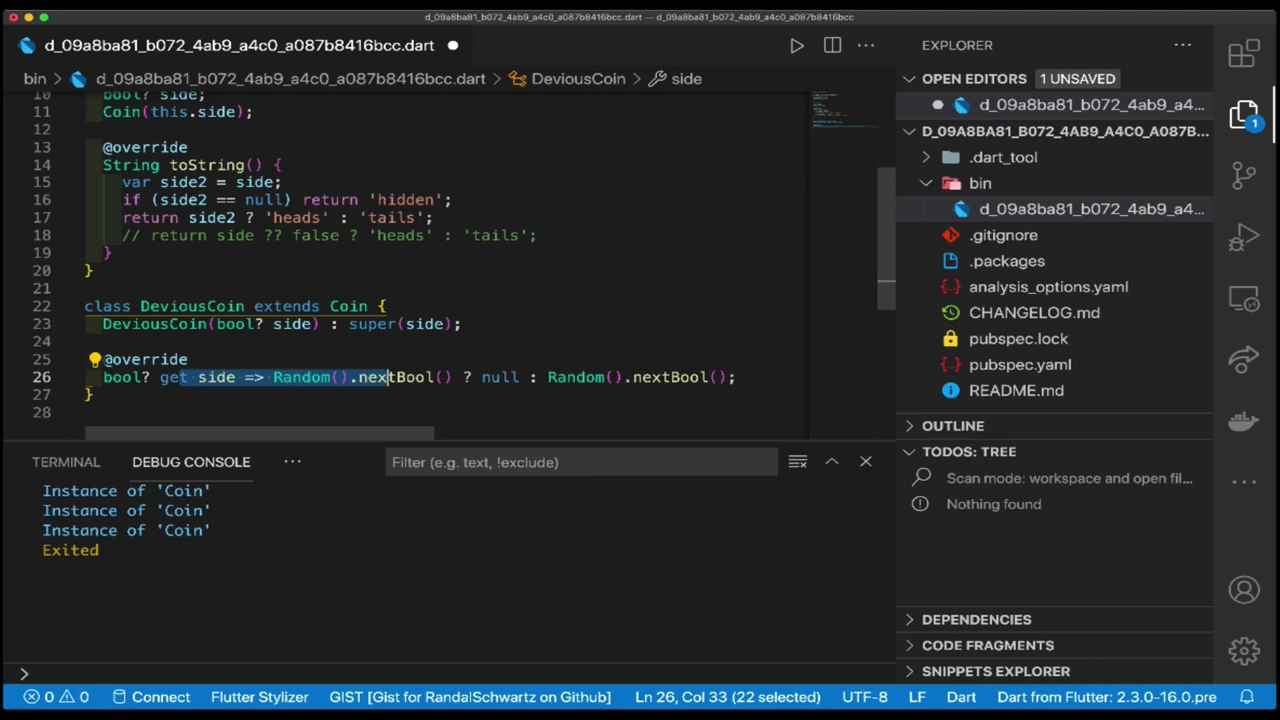 d_09a8ba81_b072_4ab9_a4c0_a087b8416bcc.dart — d_09a8ba81_b072_4ab9_a4c0_a087b8416bcc
d_09a8ba81_b072_4ab9_a4c0_a087b8416bcc.dart
bin > d_09a8ba81_b072_4ab9_a4c0_a087b8416bcc.dart > DeviousCoin > side
10 bool? side;
11 Coin(this.side);
12
13 @override
14 String toString() {
15 var side2 = side;
16 if (side2 == null) return 'hidden';
17 return side2 ? 'heads' : 'tails';
18 // return side ?? false ? 'heads' : 'tails';
19 }
20 }
21
22 class DeviousCoin extends Coin {
23 DeviousCoin(bool? side) : super(side);
24
25 @override
26 bool? get side => Random().nextBool() ? null : Random().nextBool();
27 }
28
TERMINAL DEBUG CONSOLE ... Filter (e.g. text, !exclude)
Instance of 'Coin'
Instance of 'Coin'
Instance of 'Coin'
Exited
>
EXPLORER
OPEN EDITORS 1 UNSAVED
d_09a8ba81_b072_4ab9_a4...
D_09A8BA81_B072_4AB9_A4C0_A087B...
.dart_tool
bin
d_09a8ba81_b072_4ab9_a4...
.gitignore
.packages
analysis_options.yaml
CHANGELOG.md
pubspec.lock
pubspec.yaml
README.md
OUTLINE
TODOS: TREE
Scan mode: workspace and open fil...
Nothing found
DEPENDENCIES
CODE FRAGMENTS
SNIPPETS EXPLORER
1
0 0 Connect Flutter Stylizer GIST [Gist for RandalSchwartz on Github] Ln 26, Col 33 (22 selected) UTF-8 LF Dart Dart from Flutter: 2.3.0-16.0.pre